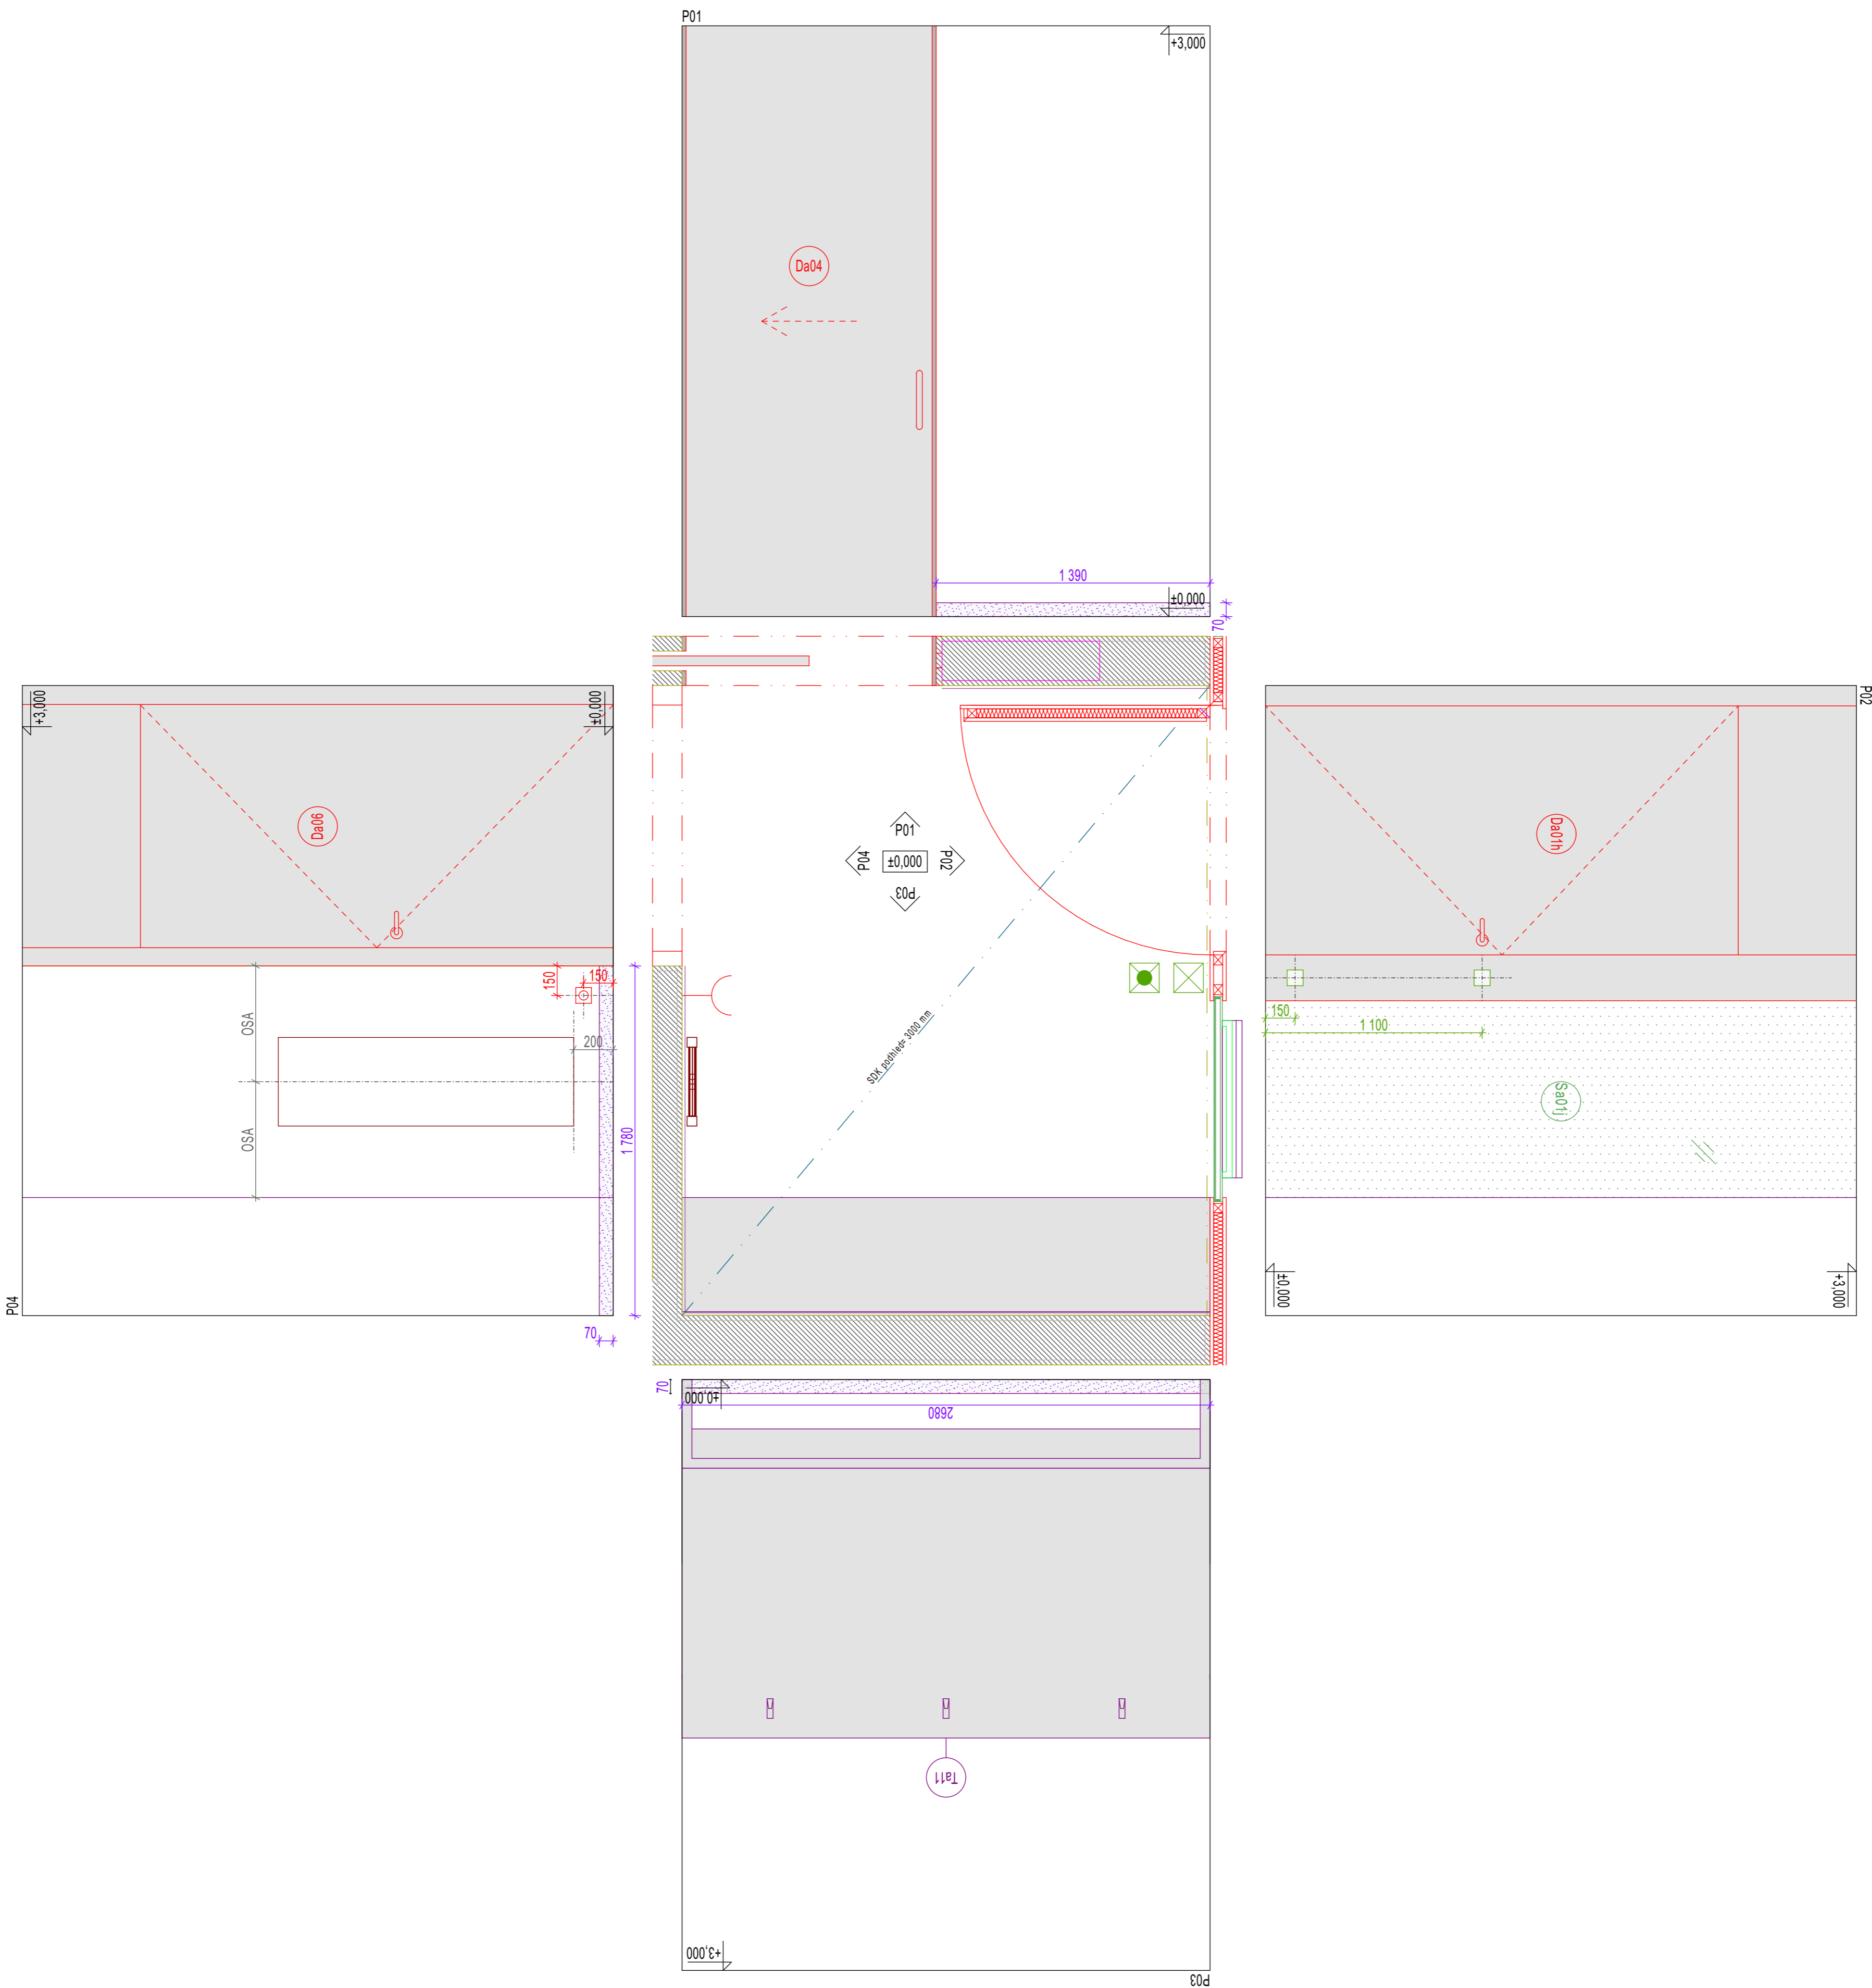 P01
+3,000
Da04
1 390
±0,000
70
+3,000
±0,000
Da06
150
150
OSA
200
OSA
1 780
P04
70
P01
P04
±0,000
P02
P03
SDK podhled= 3000 mm
P02
Da01h
150
1 100
Sa01j
±0,000
+3,000
70
±0,000
2680
Ta11
+3,000
P03